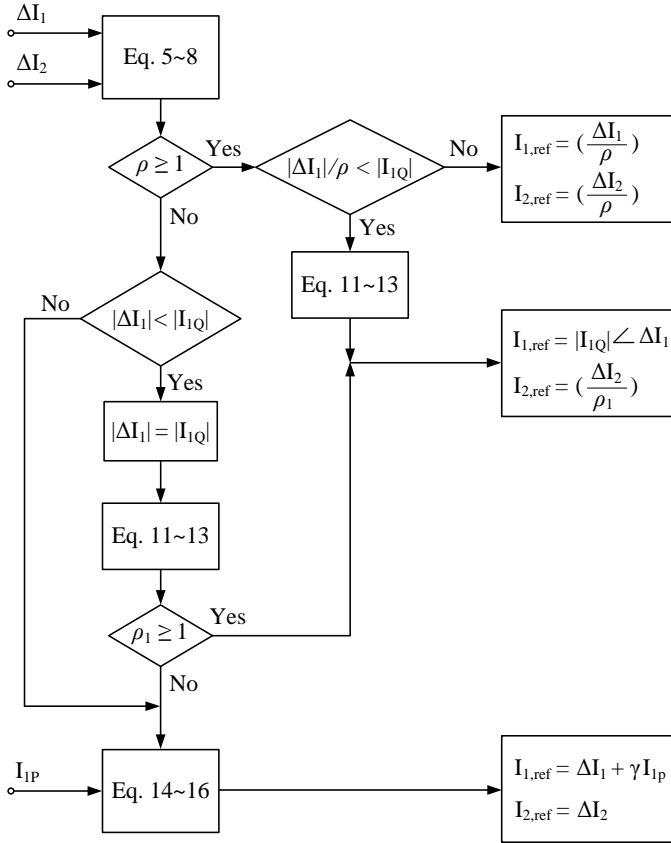 ΔI₁
ΔI₂
Eq. 5~8
ρ ≥ 1
Yes
No
|ΔI₁|/ρ < |I₁Q|
No
Yes
I₁,ref = (ΔI₁/ρ)
I₂,ref = (ΔI₂/ρ)
Eq. 11~13
No
|ΔI₁| < |I₁Q|
Yes
I₁,ref = |I₁Q| ∠ ΔI₁
I₂,ref = (ΔI₂/ρ₁)
|ΔI₁| = |I₁Q|
Eq. 11~13
ρ₁ ≥ 1
Yes
No
I₁P
Eq. 14~16
I₁,ref = ΔI₁ + γI₁p
I₂,ref = ΔI₂